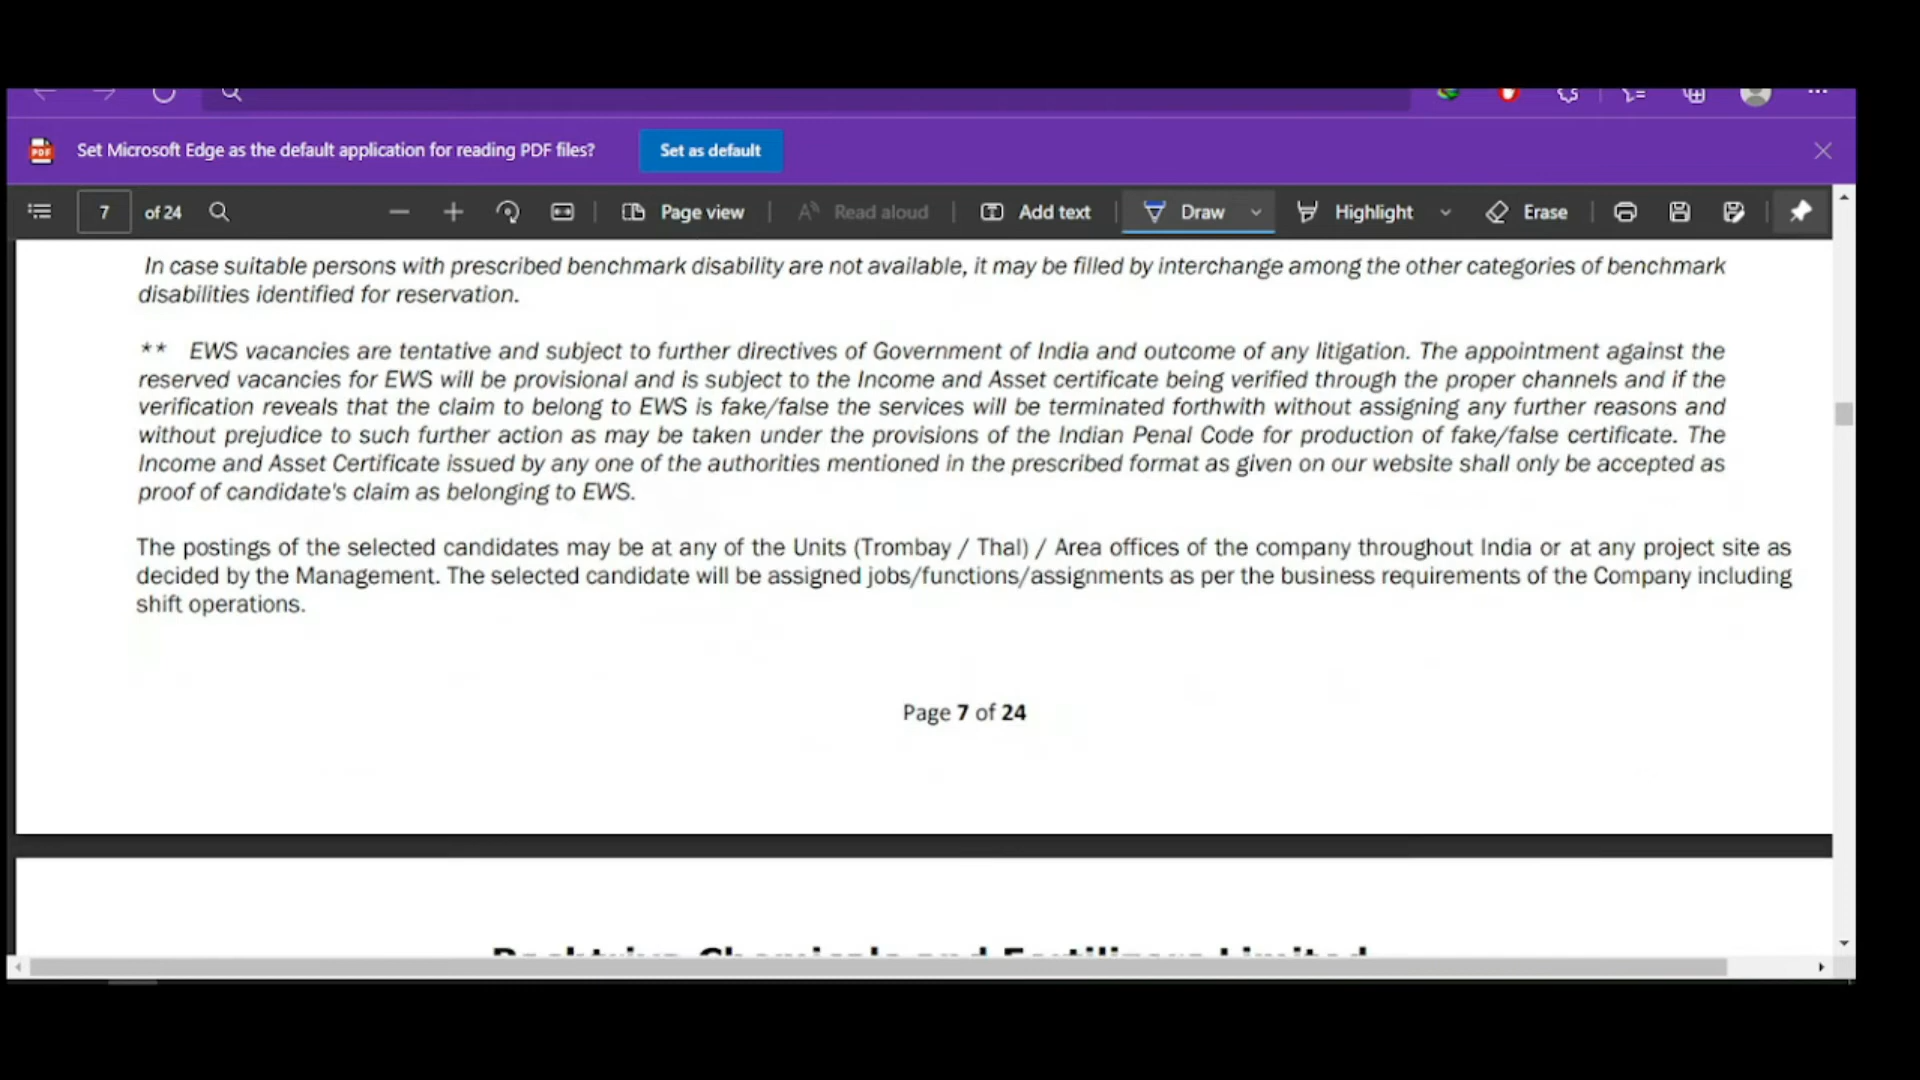 PDF Set Microsoft Edge as the default application for reading PDF files? Set as default
7 of 24 Page view Read aloud Add text Draw Highlight Erase
In case suitable persons with prescribed benchmark disability are not available, it may be filled by interchange among the other categories of benchmark
disabilities identified for reservation.
** EWS vacancies are tentative and subject to further directives of Government of India and outcome of any litigation. The appointment against the
reserved vacancies for EWS will be provisional and is subject to the Income and Asset certificate being verified through the proper channels and if the
verification reveals that the claim to belong to EWS is fake/false the services will be terminated forthwith without assigning any further reasons and
without prejudice to such further action as may be taken under the provisions of the Indian Penal Code for production of fake/false certificate. The
Income and Asset Certificate issued by any one of the authorities mentioned in the prescribed format as given on our website shall only be accepted as
proof of candidate's claim as belonging to EWS.
The postings of the selected candidates may be at any of the Units (Trombay / Thal) / Area offices of the company throughout India or at any project site as
decided by the Management. The selected candidate will be assigned jobs/functions/assignments as per the business requirements of the Company including
shift operations.
Page 7 of 24
Chemicals and Fertilizers Limited